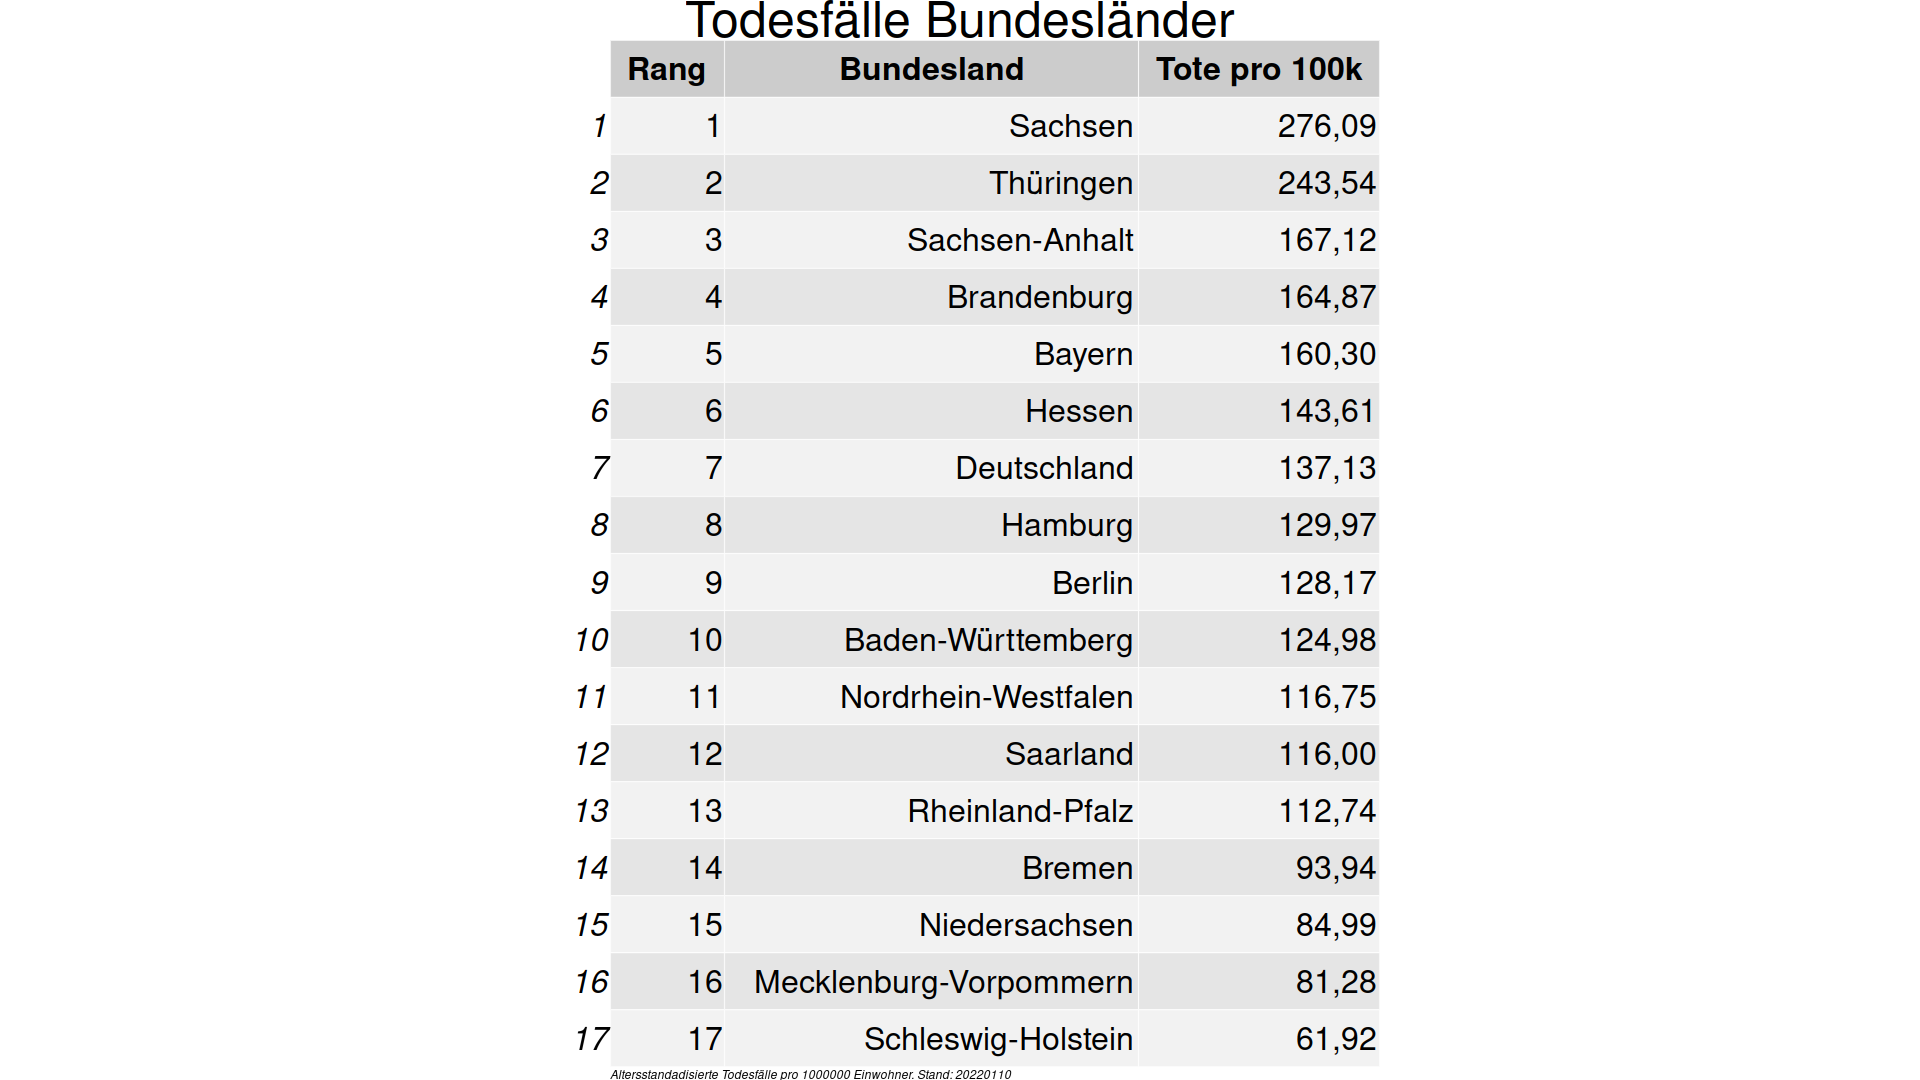 Todesfälle Bundesländer
Rang Bundesland Tote pro 100k
1 1 Sachsen 276,09
2 2 Thüringen 243,54
3 3 Sachsen-Anhalt 167,12
4 4 Brandenburg 164,87
5 5 Bayern 160,30
6 6 Hessen 143,61
7 7 Deutschland 137,13
8 8 Hamburg 129,97
9 9 Berlin 128,17
10 10 Baden-Württemberg 124,98
11 11 Nordrhein-Westfalen 116,75
12 12 Saarland 116,00
13 13 Rheinland-Pfalz 112,74
14 14 Bremen 93,94
15 15 Niedersachsen 84,99
16 16 Mecklenburg-Vorpommern 81,28
17 17 Schleswig-Holstein 61,92
Altersstandadisierte Todesfälle pro 1000000 Einwohner. Stand: 20220110